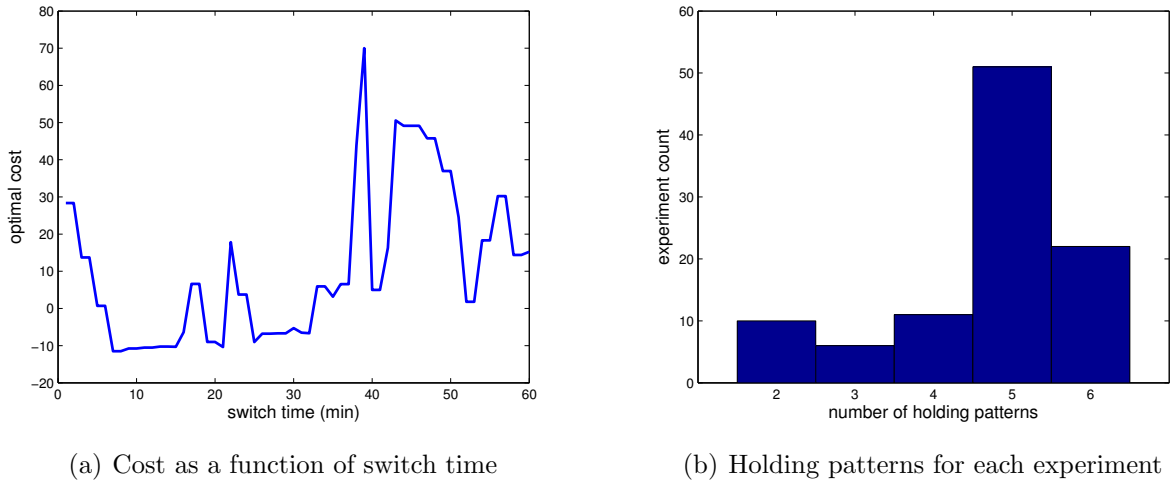 80
70
60
50
40
30
20
10
0
−10
−20
optimal cost
0 10 20 30 40 50 60
switch time (min)
(a) Cost as a function of switch time
60
50
40
30
20
10
0
experiment count
2 3 4 5 6
number of holding patterns
(b) Holding patterns for each experiment